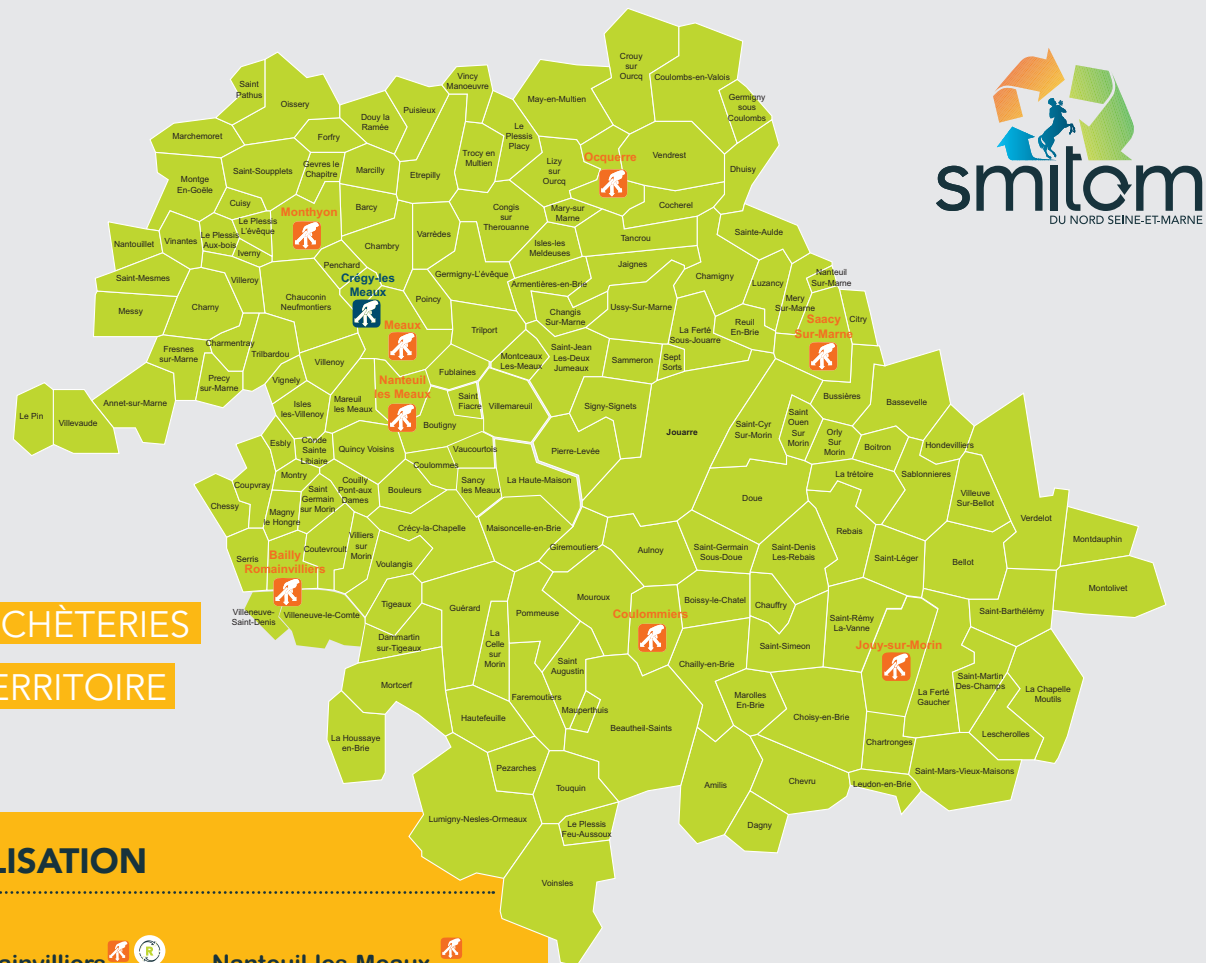 smitom
DU NORD SEINE-ET-MARNE
Crouy
sur
Ourcq
Coulombs-en-Valois
Vincy
Manoeuvre
Saint
Pathus
Oissery
Puisieux
May-en-Multien
Germigny
sous
Coulombs
Douy la
Ramée
Marchemoret
Forfry
Le
Plessis
Placy
Ocquerre
Vendrest
Trocy en
Multien
Lizy
sur
Ourcq
Dhuisy
Montge
En-Goële
Saint-Soupplets
Gevres le
Chapitre
Marcilly
Etrepilly
Cuisy
Monthyon
Barcy
Congis
sur
Therouanne
Mary-sur
Marne
Cocherel
Le Plessis
L'évêque
Nantouillet
Vinantes
Le Plessis
Aux-bois
Iverny
Chambry
Varrèdes
Isles-les
Meldeuses
Tancrou
Sainte-Aulde
Penchard
Saint-Mesmes
Villeroy
Crégy-les
Meaux
Germigny-L'évêque
Armentières-en-Brie
Jaignes
Chamigny
Luzancy
Nanteuil
Sur-Marne
Messy
Charny
Chauconin
Neufmontiers
Poincy
Changis
Sur-Marne
Ussy-Sur-Marne
Mery
Sur-Marne
Saacy
Sur-Marne
Citry
Meaux
Trilport
La Ferté
Sous-Jouarre
Reuil
En-Brie
Fresnes
sur-Marne
Charmentray
Trilbardou
Villenoy
Montceaux
Les-Meaux
Saint-Jean
Les-Deux
Jumeaux
Sammeron
Sept
Sorts
Precy
sur-Marne
Vignely
Nanteuil
les Meaux
Fublaines
Bussières
Bassevelle
Le Pin
Villevaude
Annet-sur-Marne
Isles
les-Villenoy
Mareuil
les Meaux
Saint
Fiacre
Villemareuil
Signy-Signets
Boutigny
Jouarre
Saint-Cyr
Sur-Morin
Saint
Ouen
Sur
Morin
Orly
Sur
Morin
Boitron
Hondevilliers
Esbly
Conde
Sainte
Libiaire
Quincy Voisins
Coulommes
Vaucourtois
Pierre-Levée
Coupvray
Montry
Couilly
Pont-aux
Dames
Bouleurs
Sancy
les Meaux
La Haute-Maison
La trétoire
Sablonnieres
Villeuve
Sur-Bellot
Chessy
Magny
le Hongre
Saint
Germain
sur Morin
Doue
Verdelot
Crécy-la-Chapelle
Maisoncelle-en-Brie
Rebais
Montdauphin
Serris
Bailly
Romainvilliers
Coutevroult
Villiers
sur
Morin
Voulangis
Giremoutiers
Aulnoy
Saint-Germain
Sous-Doue
Saint-Denis
Les-Rebais
Saint-Léger
Bellot
Montolivet
Villeneuve-
Saint-Denis
Villeneuve-le-Comte
Tigeaux
Guérard
Pommeuse
Mouroux
Coulommiers
Boissy-le-Chatel
Chauffry
Saint-Rémy
La-Vanne
Saint-Barthélémy
Dammartin
sur-Tigeaux
La
Celle
sur
Morin
Saint-Simeon
Jouy-sur-Morin
Mortcerf
Saint
Augustin
Chailly-en-Brie
Faremoutiers
Mauperthuis
Marolles
En-Brie
La Ferté
Gaucher
Saint-Martin
Des-Champs
La Chapelle
Moutils
Hautefeuille
Beautheil-Saints
Choisy-en-Brie
La Houssaye
en-Brie
Chartronges
Lescherolles
Pezarches
Touquin
Amilis
Chevru
Leudon-en-Brie
Saint-Mars-Vieux-Maisons
Lumigny-Nesles-Ormeaux
Le Plessis
Feu-Aussoux
Dagny
Voinsles
CHÈTERIES
ERRITOIRE
LISATION
ainvilliers
R
Nanteuil-les-Meaux